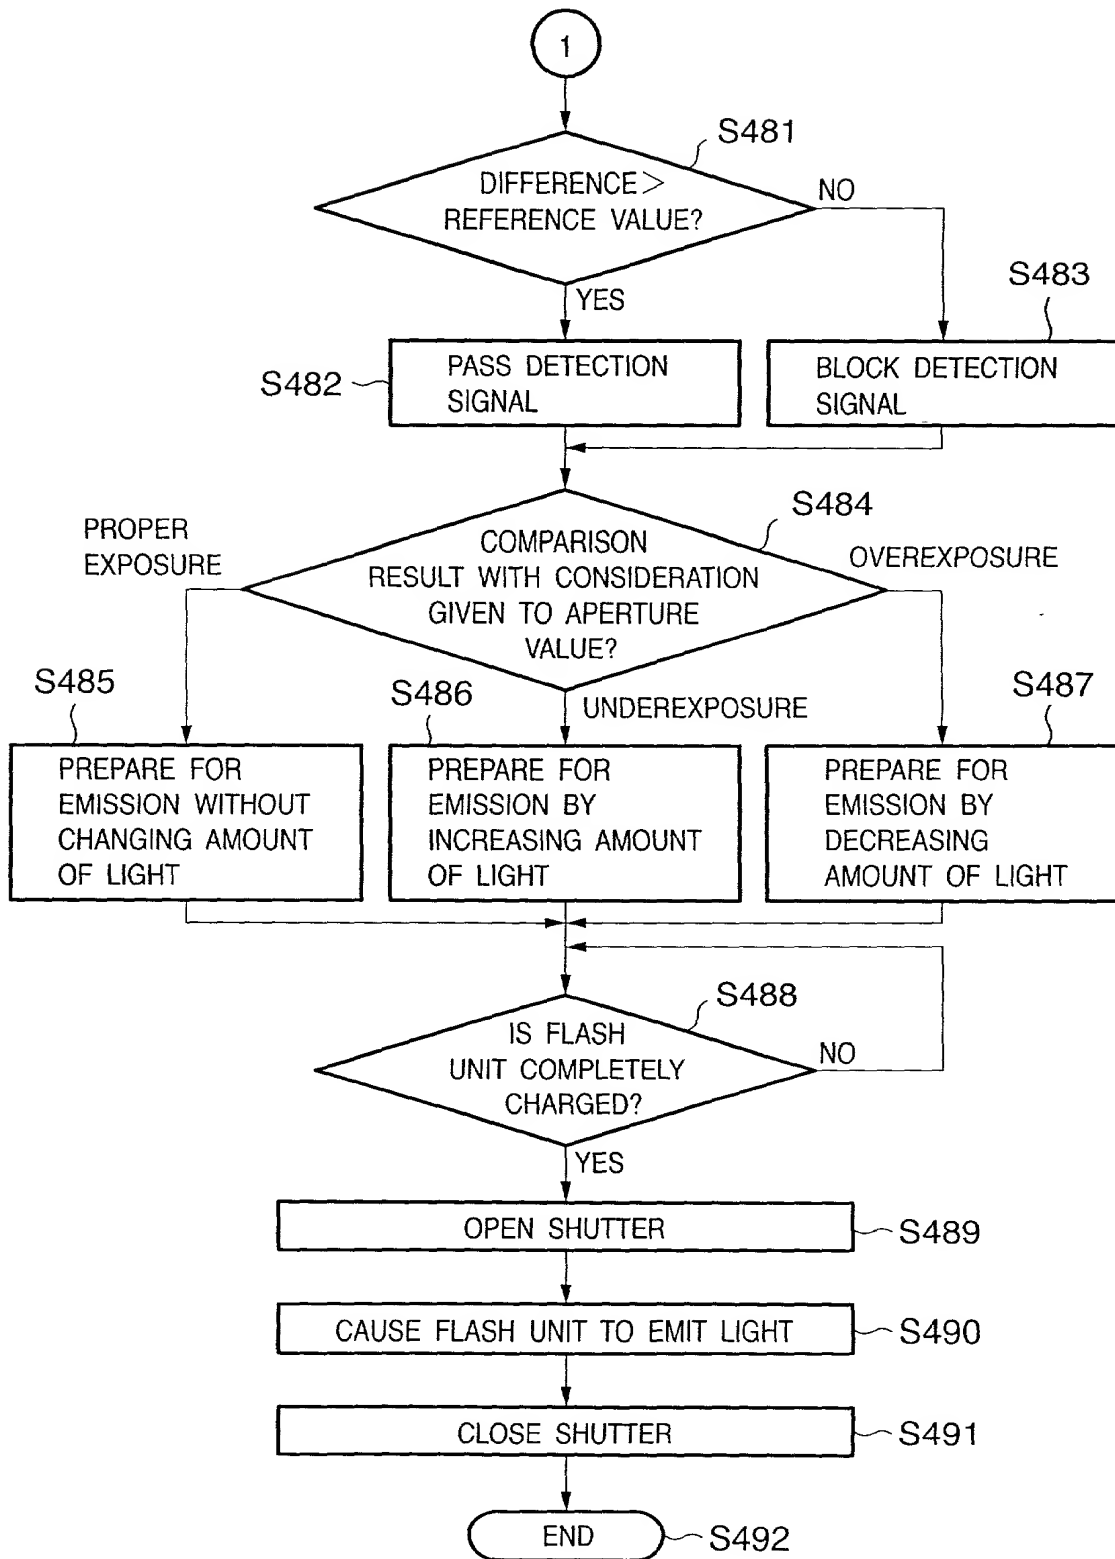 1
S481
DIFFERENCE>
REFERENCE VALUE?
NO
YES
S483
S482
PASS DETECTION
SIGNAL
BLOCK DETECTION
SIGNAL
S484
PROPER
EXPOSURE
COMPARISON
RESULT WITH CONSIDERATION
GIVEN TO APERTURE
VALUE?
OVEREXPOSURE
S485
S486
UNDEREXPOSURE
S487
PREPARE FOR
EMISSION WITHOUT
CHANGING AMOUNT
OF LIGHT
PREPARE FOR
EMISSION BY
INCREASING AMOUNT
OF LIGHT
PREPARE FOR
EMISSION BY
DECREASING
AMOUNT OF LIGHT
S488
IS FLASH
UNIT COMPLETELY
CHARGED?
NO
YES
OPEN SHUTTER
S489
CAUSE FLASH UNIT TO EMIT LIGHT
S490
CLOSE SHUTTER
S491
END
S492